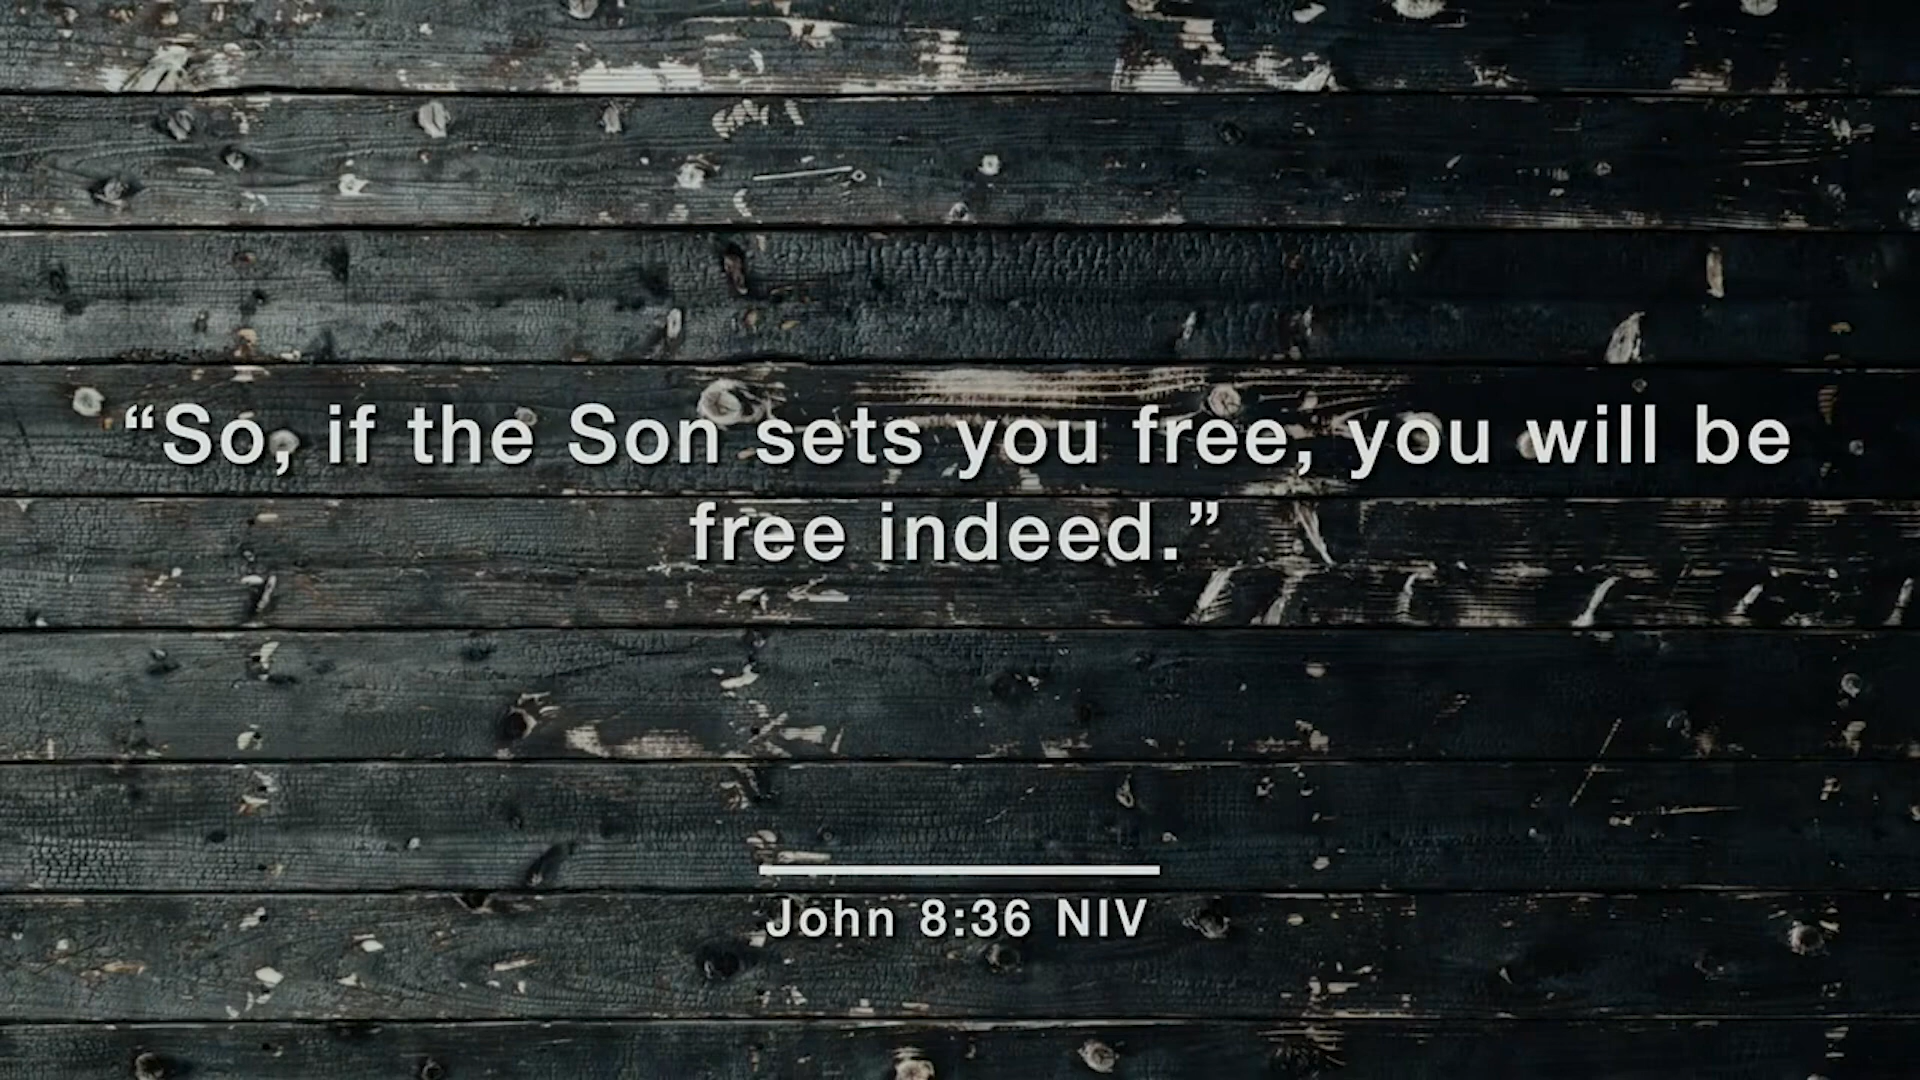 “So, if the Son sets you free, you will be
free indeed.”
John 8:36 NIV